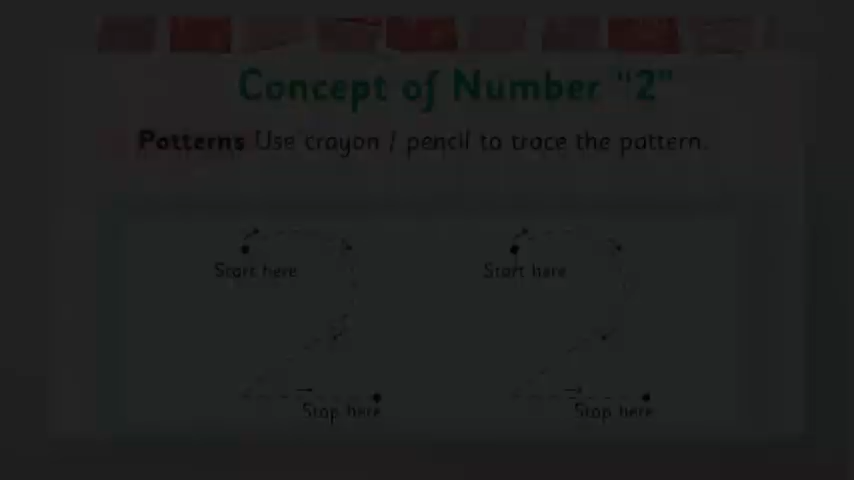 Concept of Number “2”
Patterns Use crayon / pencil to trace the pattern.
Start here Start here
Stop here Stop here